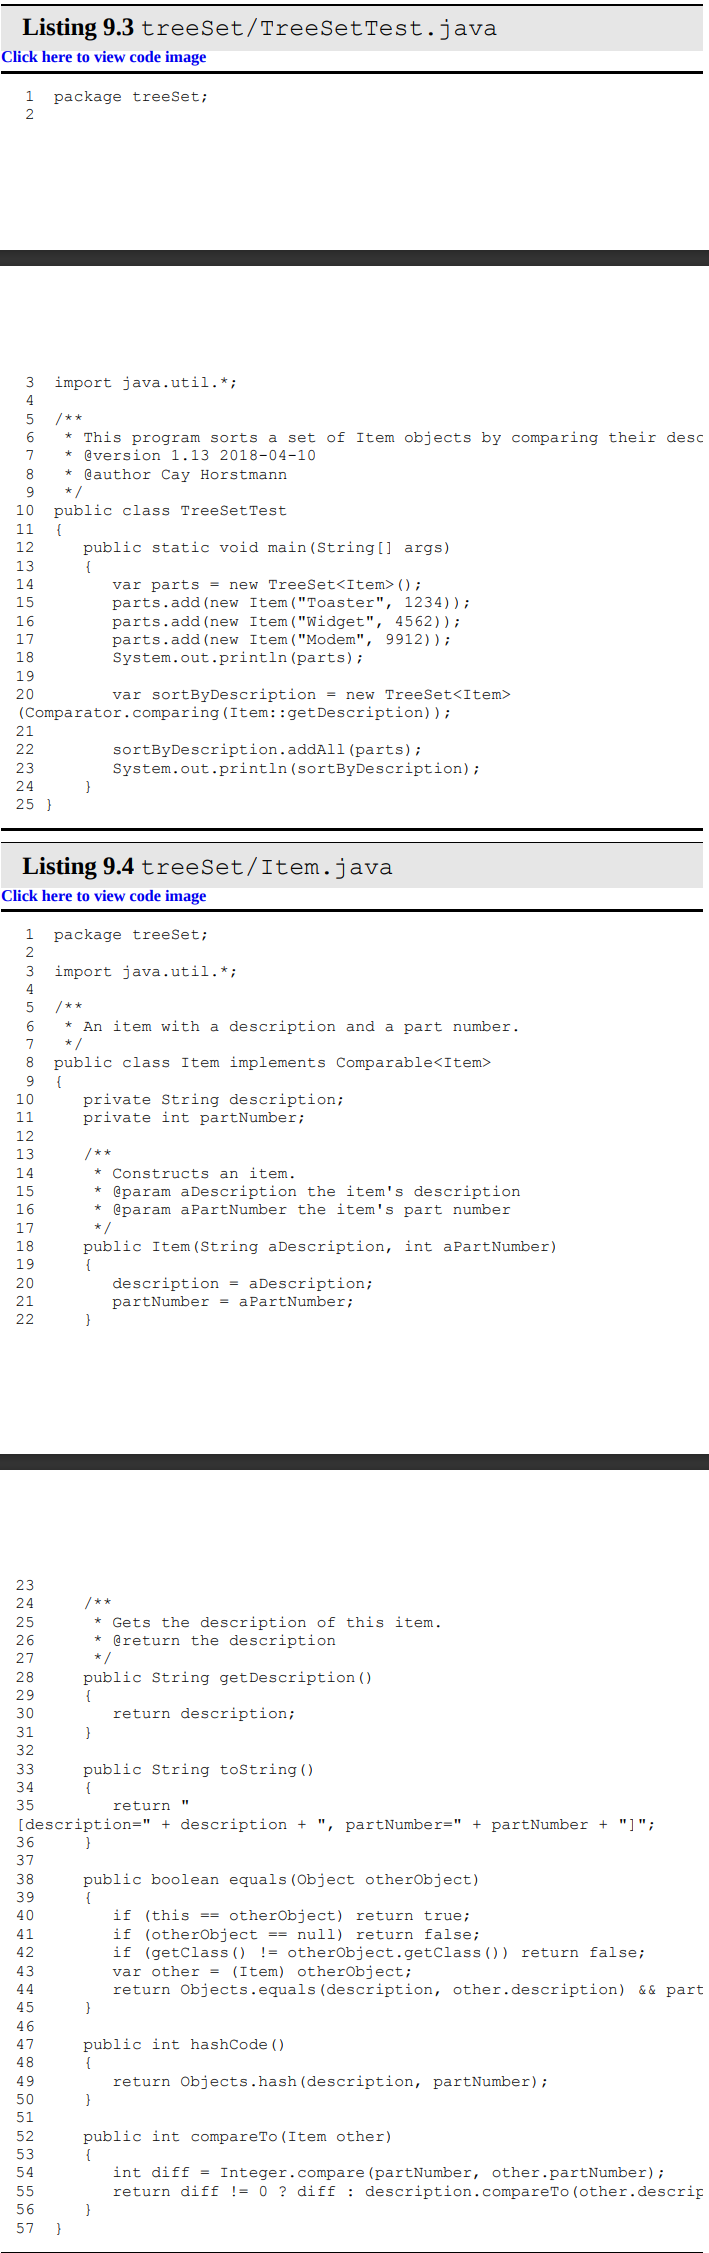 Listing 9.3 treeSet/TreeSetTest.java
Click here to view code image
1  package treeSet;
2
3  import java.util.*;
4
5  /**
6   * This program sorts a set of Item objects by comparing their desc
7   * @version 1.13 2018-04-10
8   * @author Cay Horstmann
9   */
10  public class TreeSetTest
11  {
12     public static void main(String[] args)
13     {
14        var parts = new TreeSet<Item>();
15        parts.add(new Item("Toaster", 1234));
16        parts.add(new Item("Widget", 4562));
17        parts.add(new Item("Modem", 9912));
18        System.out.println(parts);
19
20        var sortByDescription = new TreeSet<Item>
(Comparator.comparing(Item::getDescription));
21
22        sortByDescription.addAll(parts);
23        System.out.println(sortByDescription);
24     }
25 }
Listing 9.4 treeSet/Item.java
Click here to view code image
1  package treeSet;
2
3  import java.util.*;
4
5  /**
6   * An item with a description and a part number.
7   */
8  public class Item implements Comparable<Item>
9  {
10     private String description;
11     private int partNumber;
12
13     /**
14      * Constructs an item.
15      * @param aDescription the item's description
16      * @param aPartNumber the item's part number
17      */
18     public Item(String aDescription, int aPartNumber)
19     {
20        description = aDescription;
21        partNumber = aPartNumber;
22     }
23
24     /**
25      * Gets the description of this item.
26      * @return the description
27      */
28     public String getDescription()
29     {
30        return description;
31     }
32
33     public String toString()
34     {
35        return "
[description=" + description + ", partNumber=" + partNumber + "]";
36     }
37
38     public boolean equals(Object otherObject)
39     {
40        if (this == otherObject) return true;
41        if (otherObject == null) return false;
42        if (getClass() != otherObject.getClass()) return false;
43        var other = (Item) otherObject;
44        return Objects.equals(description, other.description) && part
45     }
46
47     public int hashCode()
48     {
49        return Objects.hash(description, partNumber);
50     }
51
52     public int compareTo(Item other)
53     {
54        int diff = Integer.compare(partNumber, other.partNumber);
55        return diff != 0 ? diff : description.compareTo(other.descrip
56     }
57  }